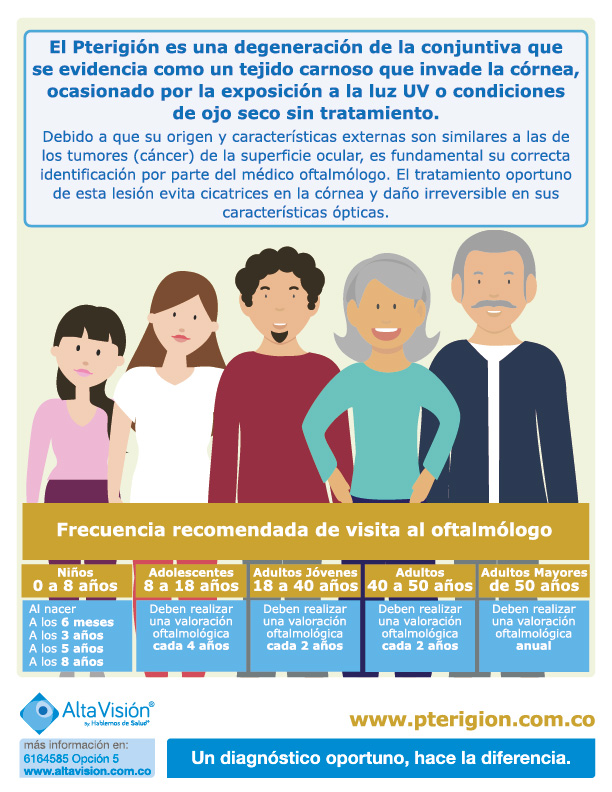 El Pterigión es una degeneración de la conjuntiva que
se evidencia como un tejido carnoso que invade la córnea,
ocasionado por la exposición a la luz UV o condiciones
de ojo seco sin tratamiento.
Debido a que su origen y características externas son similares a las de
los tumores (cáncer) de la superficie ocular, es fundamental su correcta
identificación por parte del médico oftalmólogo. El tratamiento oportuno
de esta lesión evita cicatrices en la córnea y daño irreversible en sus
características ópticas.
Frecuencia recomendada de visita al oftalmólogo
Niños
0 a 8 años
Al nacer
A los 6 meses
A los 3 años
A los 5 años
A los 8 años
Adolescentes
8 a 18 años
Deben realizar
una valoración
oftalmológica
cada 4 años
Adultos Jóvenes
18 a 40 años
Deben realizar
una valoración
oftalmológica
cada 2 años
Adultos
40 a 50 años
Deben realizar
una valoración
oftalmológica
cada 2 años
Adultos Mayores
de 50 años
Deben realizar
una valoración
oftalmológica
anual
AltaVisión®
By Hablemos de Salud®
más información en:
6164585 Opción 5
www.altavision.com.co
www.pterigion.com.co
Un diagnóstico oportuno, hace la diferencia.